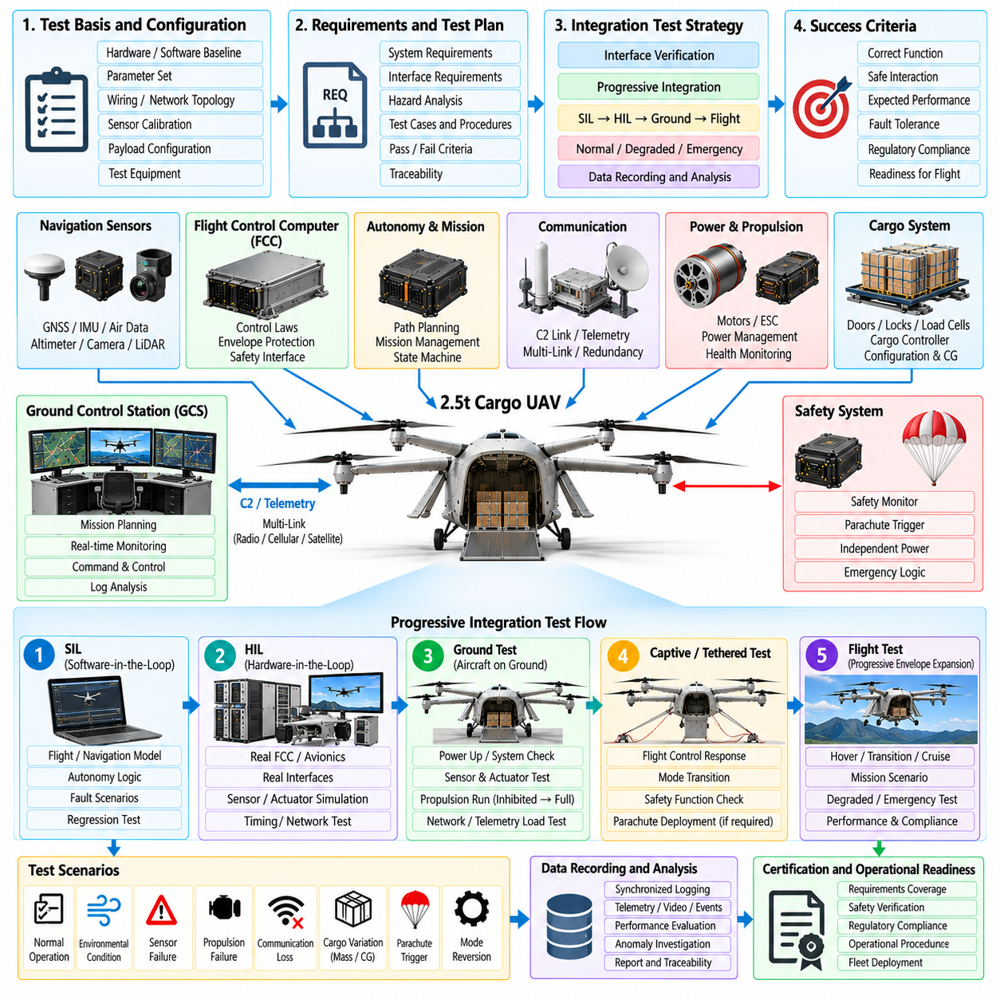 1. Test Basis and Configuration
Hardware / Software Baseline
Parameter Set
Wiring / Network Topology
Sensor Calibration
Payload Configuration
Test Equipment
2. Requirements and Test Plan
REQ
System Requirements
Interface Requirements
Hazard Analysis
Test Cases and Procedures
Pass / Fail Criteria
Traceability
3. Integration Test Strategy
Interface Verification
Progressive Integration
SIL → HIL → Ground → Flight
Normal / Degraded / Emergency
Data Recording and Analysis
4. Success Criteria
Correct Function
Safe Interaction
Expected Performance
Fault Tolerance
Regulatory Compliance
Readiness for Flight
Navigation Sensors
GNSS / IMU / Air Data
Altimeter / Camera / LiDAR
Flight Control Computer
(FCC)
Control Laws
Envelope Protection
Safety Interface
Autonomy & Mission
Path Planning
Mission Management
State Machine
Communication
C2 Link / Telemetry
Multi-Link / Redundancy
Power & Propulsion
Motors / ESC
Power Management
Health Monitoring
Cargo System
Doors / Locks / Load Cells
Cargo Controller
Configuration & CG
2.5t Cargo UAV
Ground Control Station (GCS)
Mission Planning
Real-time Monitoring
Command & Control
Log Analysis
C2 / Telemetry
Multi-Link
(Radio / Cellular / Satellite)
Safety System
Safety Monitor
Parachute Trigger
Independent Power
Emergency Logic
Progressive Integration Test Flow
1
SIL
(Software-in-the-Loop)
Flight / Navigation Model
Autonomy Logic
Fault Scenarios
Regression Test
2
HIL
(Hardware-in-the-Loop)
Real FCC / Avionics
Real Interfaces
Sensor / Actuator Simulation
Timing / Network Test
3
Ground Test
(Aircraft on Ground)
Power Up / System Check
Sensor & Actuator Test
Propulsion Run (Inhibited → Full)
Network / Telemetry Load Test
4
Captive / Tethered Test
Flight Control Response
Mode Transition
Safety Function Check
Parachute Deployment (if required)
5
Flight Test
(Progressive Envelope Expansion)
Hover / Transition / Cruise
Mission Scenario
Degraded / Emergency Test
Performance & Compliance
Test Scenarios
Normal
Operation
Environmental
Condition
Sensor
Failure
Propulsion
Failure
Communication
Loss
Cargo Variation
(Mass / CG)
Parachute
Trigger
Mode
Reversion
Data Recording and Analysis
Synchronized Logging
Telemetry / Video / Events
Performance Evaluation
Anomaly Investigation
Report and Traceability
Certification and Operational Readiness
Requirements Coverage
Safety Verification
Regulatory Compliance
Operational Procedunce
Fleet Deployment